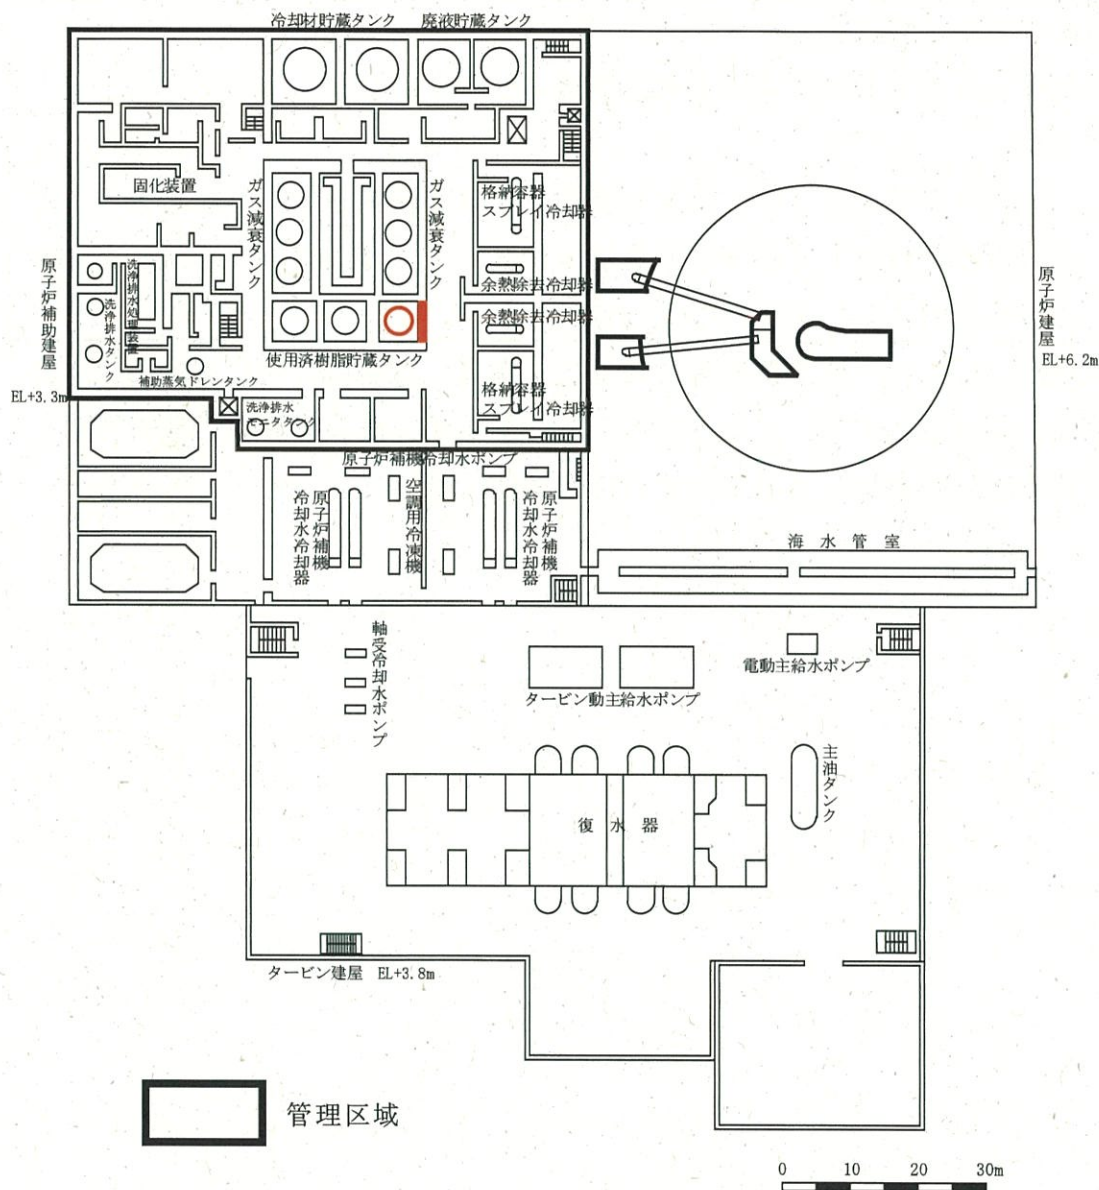 冷却材貯蔵タンク
廃液貯蔵タンク
固化装置
ガス減衰タンク
ガス減衰タンク
格納容器
スプレイ冷却器
余熱除去冷却器
余熱除去冷却器
格納容器
スプレイ冷却器
原子炉補助建屋
EL+3.3m
洗浄排水処理装置
洗浄排水タンク
使用済樹脂貯蔵タンク
補助蒸気ドレンタンク
洗浄排水
モニタタンク
原子炉建屋
EL+6.2m
原子炉補機冷却水ポンプ
原子炉補機
冷却水冷却器
空調用冷凍機
原子炉補機
冷却水冷却器
海水管室
軸受冷却水ポンプ
タービン動主給水ポンプ
電動主給水ポンプ
主油タンク
復水器
タービン建屋 EL+3.8m
管理区域
0 10 20 30m